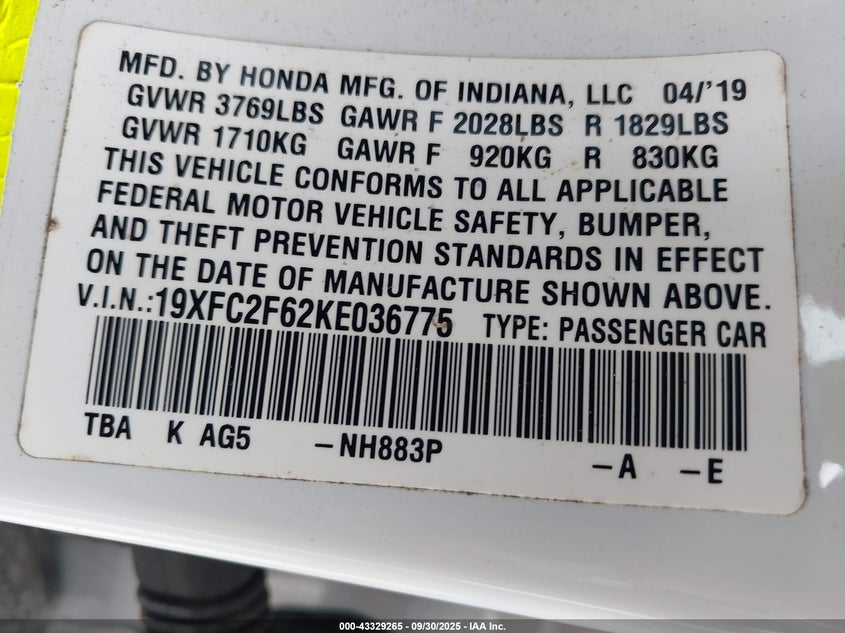 MFD. BY HONDA MFG. OF INDIANA, LLC 04/'19
GVWR 3769LBS GAWR F 2028LBS R 1829LBS
GVWR 1710KG GAWR F 920KG R 830KG
THIS VEHICLE CONFORMS TO ALL APPLICABLE
FEDERAL MOTOR VEHICLE SAFETY, BUMPER,
AND THEFT PREVENTION STANDARDS IN EFFECT
ON THE DATE OF MANUFACTURE SHOWN ABOVE.
V.I.N.:19XFC2F62KE036775 TYPE: PASSENGER CAR
TBA K AG5 –NH883P –A –E
000-43329265 - 09/30/2025 - IAA Inc.